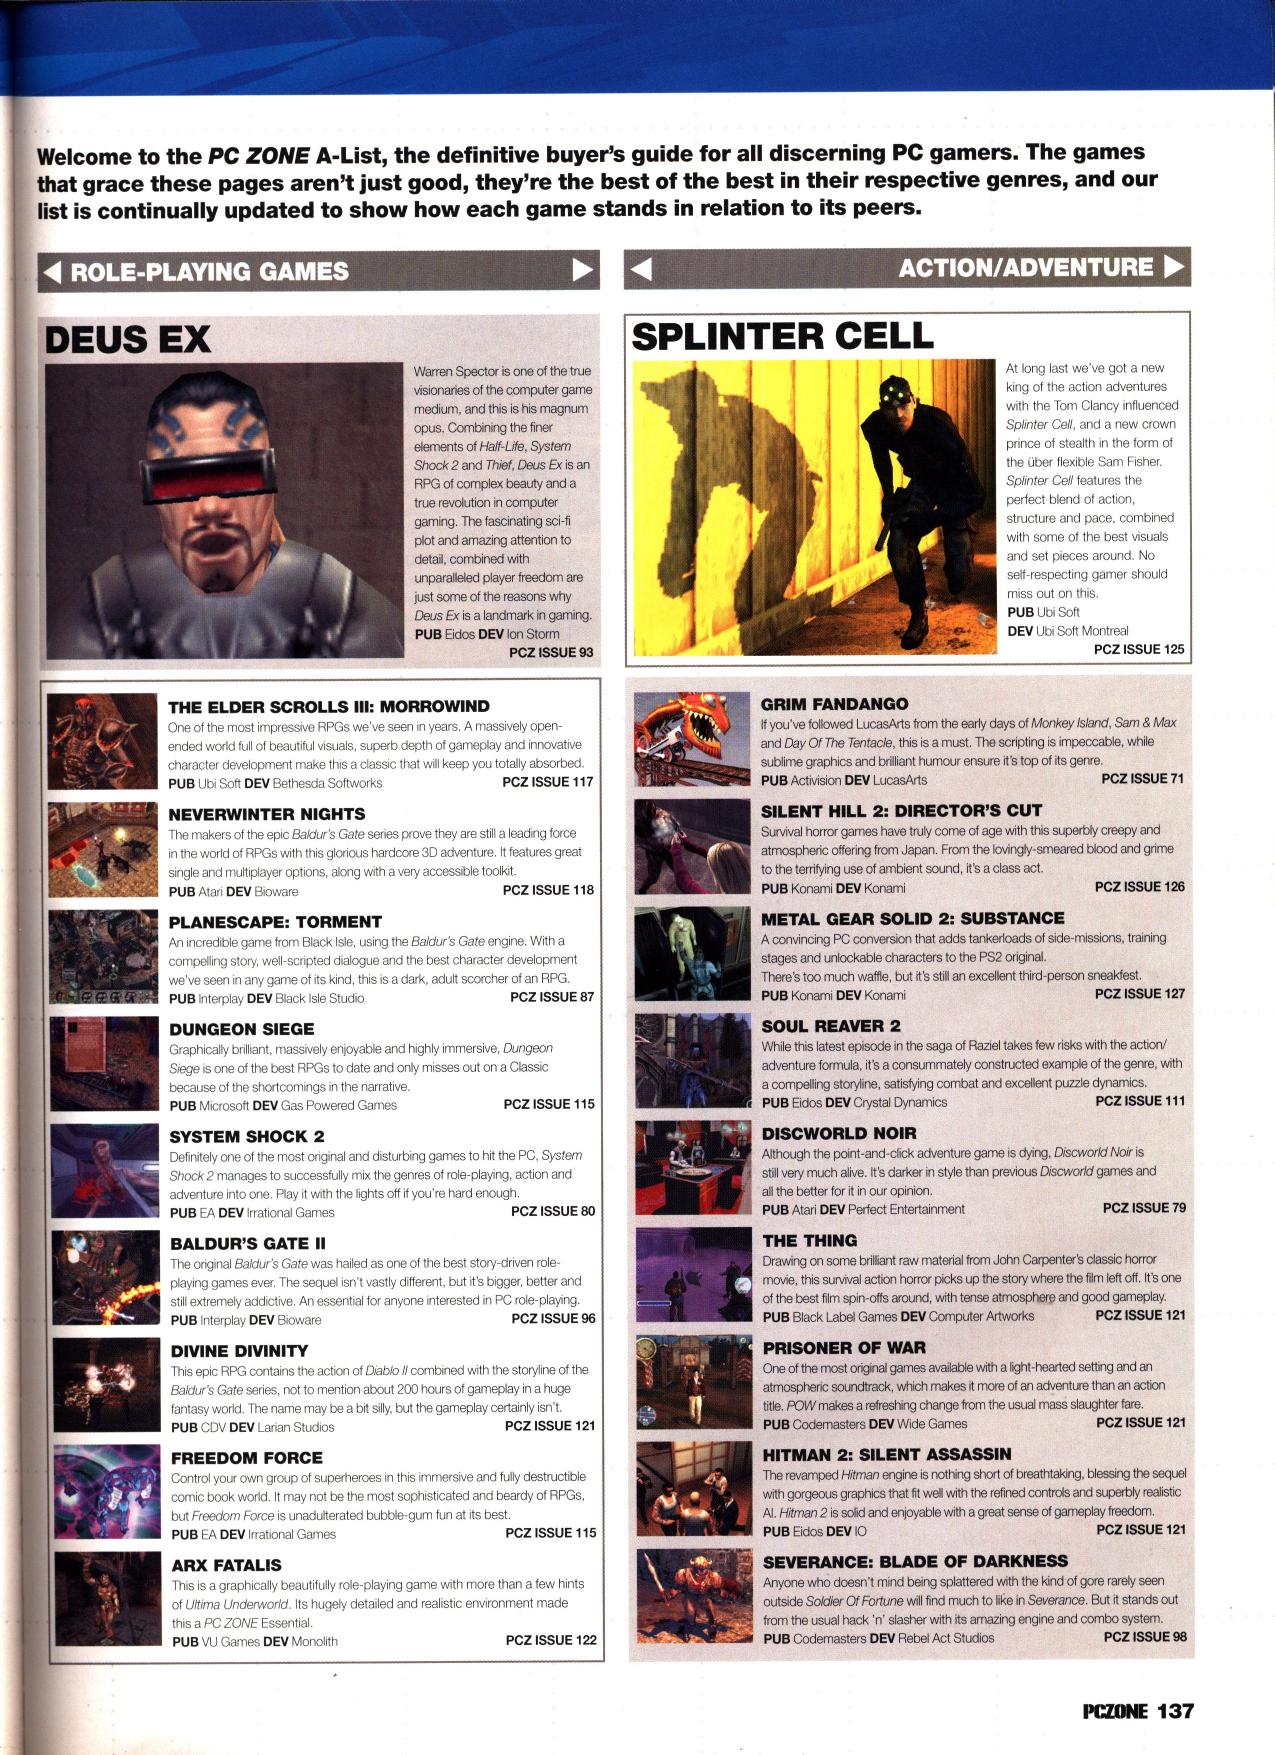 Welcome to the PC ZONE A-List, the definitive buyer's guide for all discerning PC gamers. The games
that grace these pages aren't just good, they're the best of the best in their respective genres, and our
list is continually updated to show how each game stands in relation to its peers.
ROLE-PLAYING GAMES
DEUS EX
Warren Spector is one of the true
visionaries of the computer game
medium, and this is his magnum
opus. Combining the finer
elements of Half-Life, System
Shock 2 and Thief, Deus Ex is an
RPG of complex beauty and a
true revolution in computer
gaming. The fascinating sci-fi
plot and amazing attention to
detail, combined with
unparalleled player freedom are
just some of the reasons why
Deus Ex is a landmark in gaming.
PUB Eidos DEV Ion Storm
PCZ ISSUE 93
THE ELDER SCROLLS III: MORROWIND
One of the most impressive RPGs we've seen in years. A massively open-
ended world full of beautiful visuals, superb depth of gameplay and innovative
character development make this a classic that will keep you totally absorbed.
PUB Ubi Soft DEV Bethesda Softworks PCZ ISSUE 117
NEVERWINTER NIGHTS
The makers of the epic Baldur's Gate series prove they are still a leading force
in the world of RPGs with this glorious hardcore 3D adventure. It features great
single and multiplayer options, along with a very accessible toolkit.
PUB Atari DEV Bioware PCZ ISSUE 118
PLANESCAPE: TORMENT
An incredible game from Black Isle, using the Baldur's Gate engine. With a
compelling story, well-scripted dialogue and the best character development
we've seen in any game of its kind, this is a dark, adult scorcher of an RPG.
PUB Interplay DEV Black Isle Studio PCZ ISSUE 87
DUNGEON SIEGE
Graphically brilliant, massively enjoyable and highly immersive, Dungeon
Siege is one of the best RPGs to date and only misses out on a Classic
because of the shortcomings in the narrative.
PUB Microsoft DEV Gas Powered Games PCZ ISSUE 115
SYSTEM SHOCK 2
Definitely one of the most original and disturbing games to hit the PC, System
Shock 2 manages to successfully mix the genres of role-playing, action and
adventure into one. Play it with the lights off if you're hard enough.
PUB EA DEV Irrational Games PCZ ISSUE 80
BALDUR'S GATE II
The original Baldur's Gate was hailed as one of the best story-driven role-
playing games ever. The sequel isn't vastly different, but it's bigger, better and
still extremely addictive. An essential for anyone interested in PC role-playing.
PUB Interplay DEV Bioware PCZ ISSUE 96
DIVINE DIVINITY
This epic RPG contains the action of Diablo II combined with the storyline of the
Baldur's Gate series, not to mention about 200 hours of gameplay in a huge
fantasy world. The name may be a bit silly, but the gameplay certainly isn't.
PUB CDV DEV Larian Studios PCZ ISSUE 121
FREEDOM FORCE
Control your own group of superheroes in this immersive and fully destructible
comic book world. It may not be the most sophisticated and beardy of RPGs,
but Freedom Force is unadulterated bubble-gum fun at its best.
PUB EA DEV Irrational Games PCZ ISSUE 115
ARX FATALIS
This is a graphically beautifully role-playing game with more than a few hints
of Ultima Underworld. Its hugely detailed and realistic environment made
this a PC ZONE Essential.
PUB VU Games DEV Monolith PCZ ISSUE 122
ACTION/ADVENTURE
SPLINTER CELL
At long last we've got a new
king of the action adventures
with the Tom Clancy influenced
Splinter Cell, and a new crown
prince of stealth in the form of
the über flexible Sam Fisher.
Splinter Cell features the
perfect blend of action,
structure and pace, combined
with some of the best visuals
and set pieces around. No
self-respecting gamer should
miss out on this.
PUB Ubi Soft
DEV Ubi Soft Montreal
PCZ ISSUE 125
GRIM FANDANGO
If you've followed LucasArts from the early days of Monkey Island, Sam & Max
and Day Of The Tentacle, this is a must. The scripting is impeccable, while
sublime graphics and brilliant humour ensure it's top of its genre.
PUB Activision DEV LucasArts PCZ ISSUE 71
SILENT HILL 2: DIRECTOR'S CUT
Survival horror games have truly come of age with this superbly creepy and
atmospheric offering from Japan. From the lovingly-smeared blood and grime
to the terrifying use of ambient sound, it's a class act.
PUB Konami DEV Konami PCZ ISSUE 126
METAL GEAR SOLID 2: SUBSTANCE
A convincing PC conversion that adds tankerloads of side-missions, training
stages and unlockable characters to the PS2 original.
There's too much waffle, but it's still an excellent third-person sneakfest.
PUB Konami DEV Konami PCZ ISSUE 127
SOUL REAVER 2
While this latest episode in the saga of Raziel takes few risks with the action/
adventure formula, it's a consummately constructed example of the genre, with
a compelling storyline, satisfying combat and excellent puzzle dynamics.
PUB Eidos DEV Crystal Dynamics PCZ ISSUE 111
DISCWORLD NOIR
Although the point-and-click adventure game is dying, Discworld Noir is
still very much alive. It's darker in style than previous Discworld games and
all the better for it in our opinion.
PUB Atari DEV Perfect Entertainment PCZ ISSUE 79
THE THING
Drawing on some brilliant raw material from John Carpenter's classic horror
movie, this survival action horror picks up the story where the film left off. It's one
of the best film spin-offs around, with tense atmosphere and good gameplay.
PUB Black Label Games DEV Computer Artworks PCZ ISSUE 121
PRISONER OF WAR
One of the most original games available with a light-hearted setting and an
atmospheric soundtrack, which makes it more of an adventure than an action
title. POW makes a refreshing change from the usual mass slaughter fare.
PUB Codemasters DEV Wide Games PCZ ISSUE 121
HITMAN 2: SILENT ASSASSIN
The revamped Hitman engine is nothing short of breathtaking, blessing the sequel
with gorgeous graphics that fit well with the refined controls and superbly realistic
AI. Hitman 2 is solid and enjoyable with a great sense of gameplay freedom.
PUB Eidos DEV IO PCZ ISSUE 121
SEVERANCE: BLADE OF DARKNESS
Anyone who doesn't mind being splattered with the kind of gore rarely seen
outside Soldier Of Fortune will find much to like in Severance. But it stands out
from the usual hack 'n' slasher with its amazing engine and combo system.
PUB Codemasters DEV Rebel Act Studios PCZ ISSUE 98
PCZONE 137